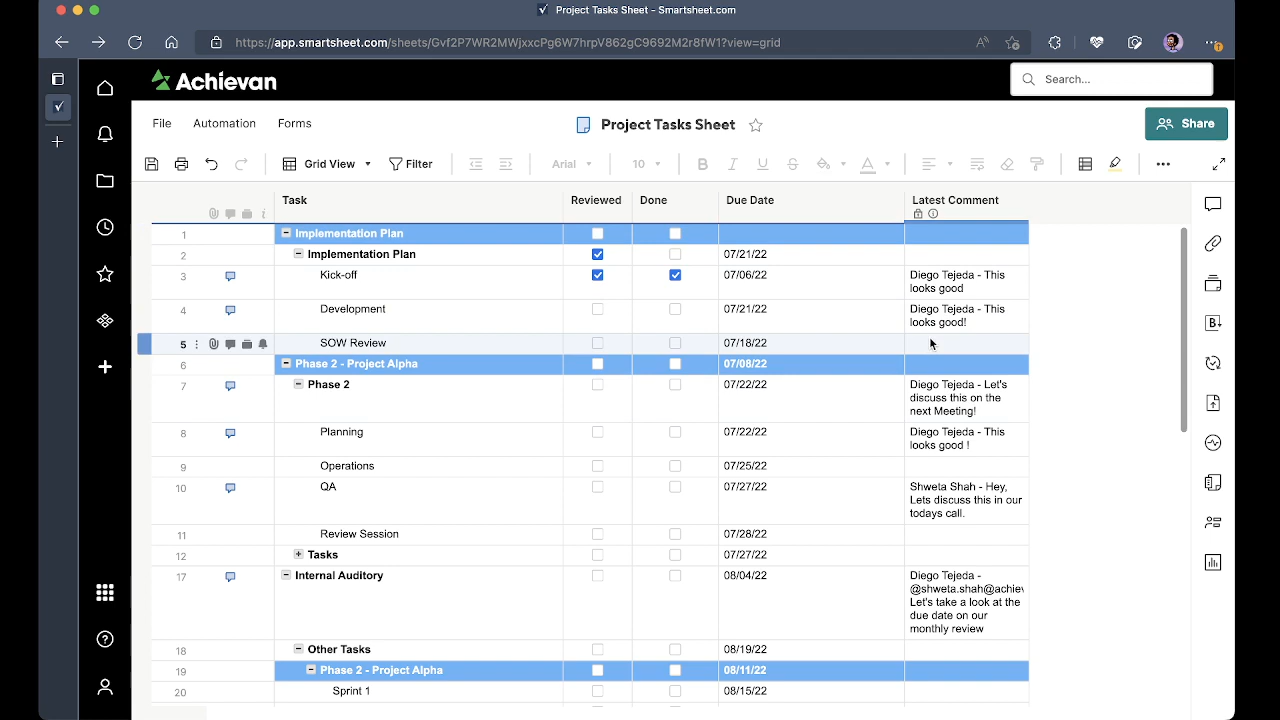 Project Tasks Sheet - Smartsheet.com
https://app.smartsheet.com/sheets/Gvf2P7WR2MWjxxcPg6W7hrpV862gC9692M2r8fW1?view=grid
Achievan
Search...
File Automation Forms
Project Tasks Sheet
Share
Grid View Filter Arial 10 B I U S A
Task Reviewed Done Due Date Latest Comment
1 Implementation Plan
2 Implementation Plan 07/21/22
3 Kick-off 07/06/22 Diego Tejeda - This
looks good
4 Development 07/21/22 Diego Tejeda - This
looks good!
5 SOW Review 07/18/22
6 Phase 2 - Project Alpha 07/08/22
7 Phase 2 07/22/22 Diego Tejeda - Let's
discuss this on the
next Meeting!
8 Planning 07/22/22 Diego Tejeda - This
looks good !
9 Operations 07/25/22
10 QA 07/27/22 Shweta Shah - Hey,
Lets discuss this in our
todays call.
11 Review Session 07/28/22
12 Tasks 07/27/22
17 Internal Auditory 08/04/22 Diego Tejeda -
@shweta.shah@achiev
Let's take a look at the
due date on our
monthly review
18 Other Tasks 08/19/22
19 Phase 2 - Project Alpha 08/11/22
20 Sprint 1 08/15/22